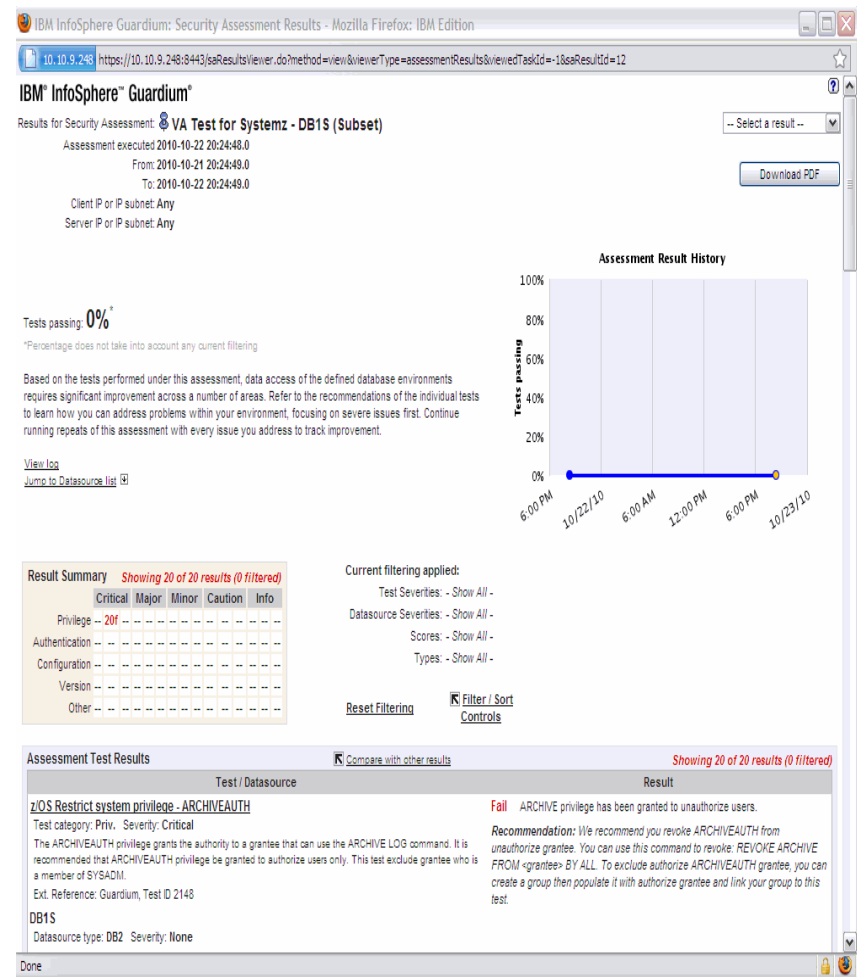 IBM InfoSphere Guardium: Security Assessment Results - Mozilla Firefox: IBM Edition
10.10.9.248 https://10.10.9.248:8443/saResultsViewer.do?method=view&viewerType=assessmentResults&viewedTaskId=-1&saResultId=12
IBM® InfoSphere™ Guardium®
Results for Security Assessment: VA Test for Systemz - DB1S (Subset)
-- Select a result --
Assessment executed 2010-10-22 20:24:48.0
From: 2010-10-21 20:24:49.0
To: 2010-10-22 20:24:49.0
Client IP or IP subnet: Any
Server IP or IP subnet: Any
Download PDF
Tests passing: 0%*
*Percentage does not take into account any current filtering
Based on the tests performed under this assessment, data access of the defined database environments
requires significant improvement across a number of areas. Refer to the recommendations of the individual tests
to learn how you can address problems within your environment, focusing on severe issues first. Continue
running repeats of this assessment with every issue you address to track improvement.
View log
Jump to Datasource list
Assessment Result History
Tests passing
100%
80%
60%
40%
20%
0%
6:00 PM 10/22/10 6:00 AM 12:00 PM 6:00 PM 10/23/10
Result Summary Showing 20 of 20 results (0 filtered)
Critical Major Minor Caution Info
Privilege -- 20f -- -- -- -- -- -- -- -- -- -- -- -- --
Authentication -- -- -- -- -- -- -- -- -- -- -- -- -- -- --
Configuration -- -- -- -- -- -- -- -- -- -- -- -- -- -- --
Version -- -- -- -- -- -- -- -- -- -- -- -- -- -- --
Other -- -- -- -- -- -- -- -- -- -- -- -- -- -- --
Current filtering applied:
Test Severities: - Show All -
Datasource Severities: - Show All -
Scores: - Show All -
Types: - Show All -
Reset Filtering
Filter / Sort
Controls
Assessment Test Results
Compare with other results
Showing 20 of 20 results (0 filtered)
Test / Datasource
Result
z/OS Restrict system privilege - ARCHIVEAUTH
Test category: Priv. Severity: Critical
The ARCHIVEAUTH privilege grants the authority to a grantee that can use the ARCHIVE LOG command. It is
recommended that ARCHIVEAUTH privilege be granted to authorize users only. This test exclude grantee who is
a member of SYSADM.
Ext. Reference: Guardium, Test ID 2148
DB1S
Datasource type: DB2 Severity: None
Fail ARCHIVE privilege has been granted to unauthorize users.
Recommendation: We recommend you revoke ARCHIVEAUTH from
unauthorize grantee. You can use this command to revoke: REVOKE ARCHIVE
FROM <grantee> BY ALL. To exclude authorize ARCHIVEAUTH grantee, you can
create a group then populate it with authorize grantee and link your group to this
test.
Done